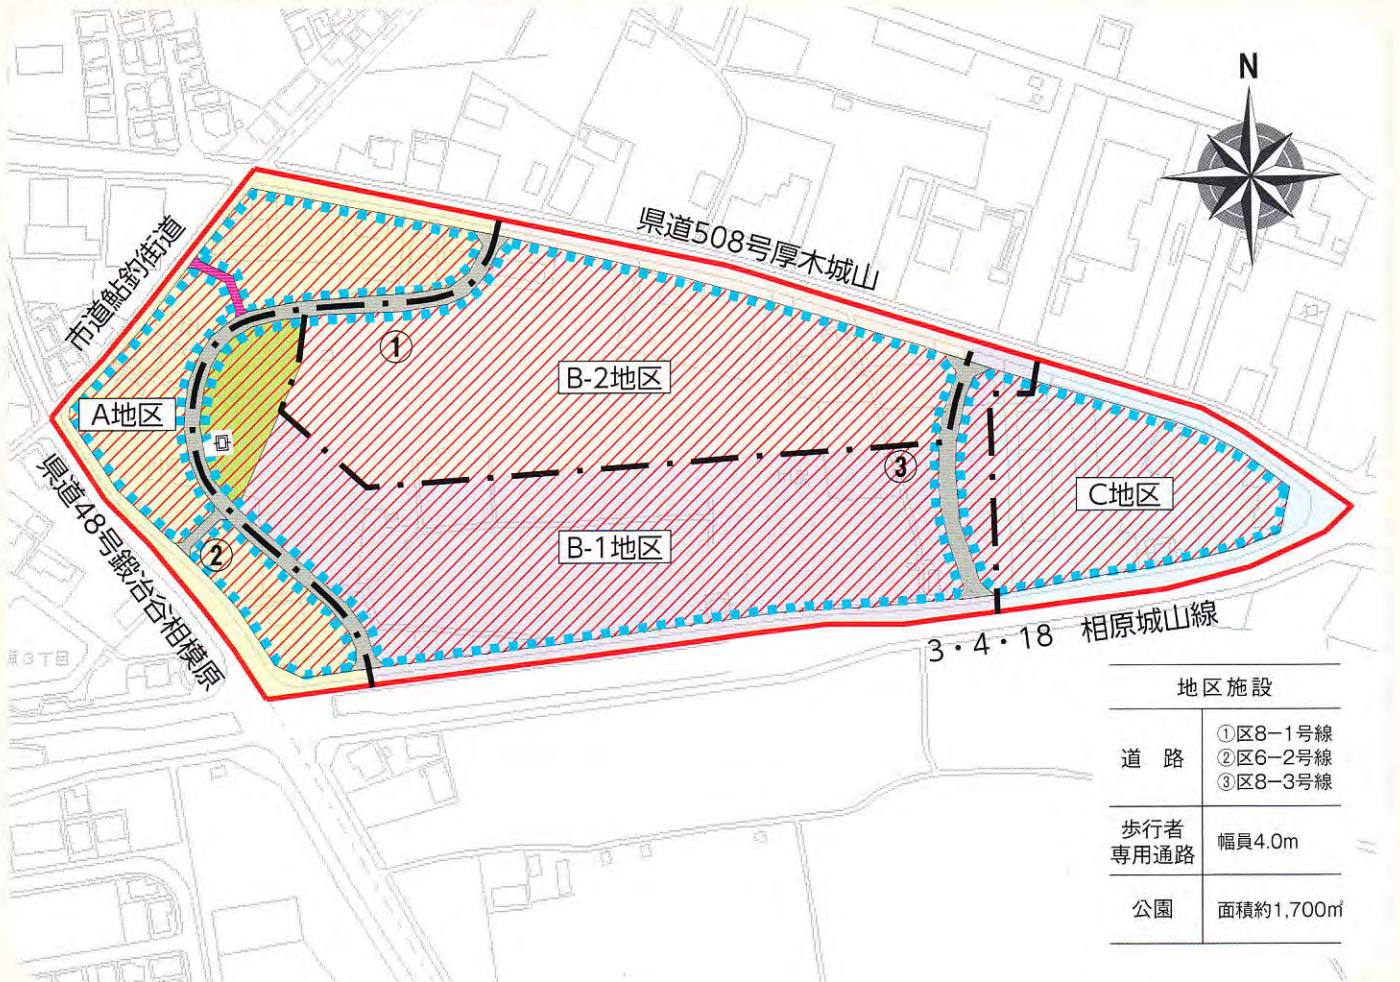 N
県道508号厚木城山
市道鮎釣街道
①
B-2地区
A地区
③
C地区
県道48号鍛冶谷相模原
②
B-1地区
3・4・18 相原城山線
地区施設
道 路
①区8−1号線
②区6−2号線
③区8−3号線
歩行者
専用通路
幅員4.0m
公園
面積約1,700㎡